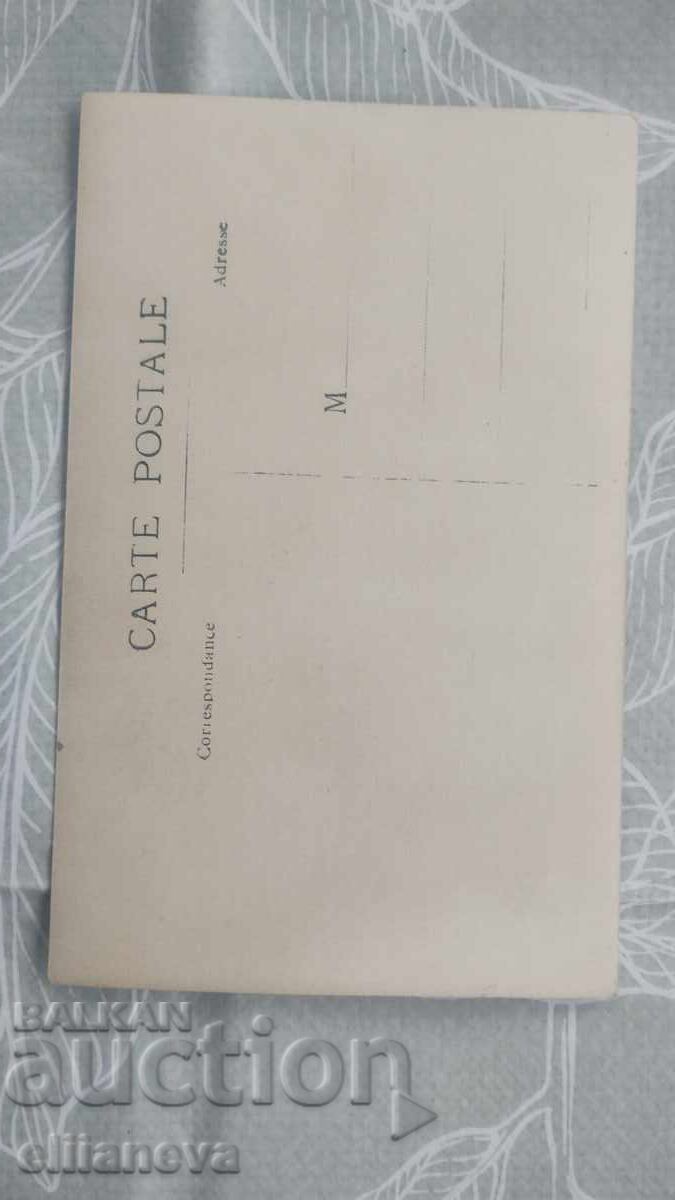 CARTE POSTALE
Correspondance
Adresse
M
BALKAN
auction
eliianeva